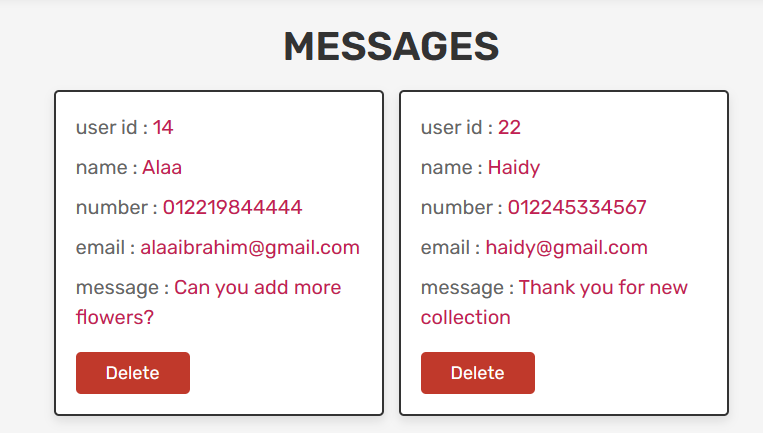 MESSAGES
user id : 14
name : Alaa
number : 012219844444
email : alaaibrahim@gmail.com
message : Can you add more
flowers?
Delete
user id : 22
name : Haidy
number : 012245334567
email : haidy@gmail.com
message : Thank you for new
collection
Delete